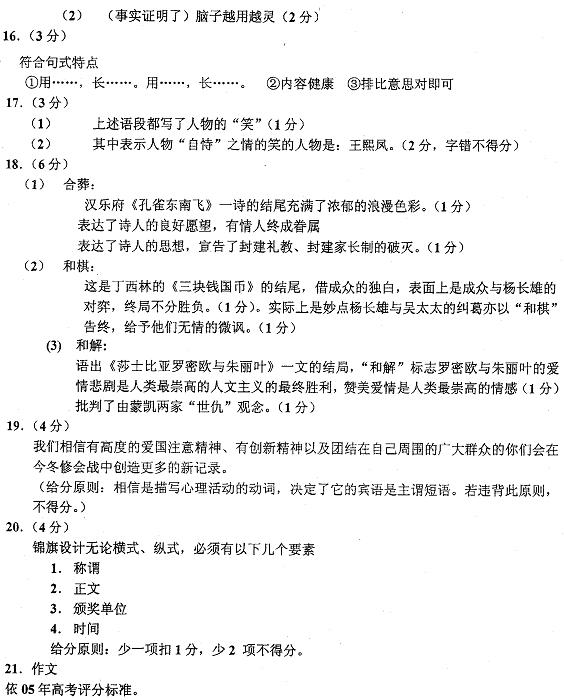 （2） （事实证明了）脑子越用越灵（2 分）
16．（3 分）
符合句式特点
①用……，长……。用……，长……。 ②内容健康 ③排比意思对即可
17．（3 分）
（1） 上述语段都写了人物的“笑”（1 分）
（2） 其中表示人物“自恃”之情的笑的人物是：王熙凤。（2 分，字错不得分）
18．（6 分）
（1） 合葬：
汉乐府《孔雀东南飞》一诗的结尾充满了浓郁的浪漫色彩。（1 分）
表达了诗人的良好愿望，有情人终成眷属
表达了诗人的思想，宣告了封建礼教、封建家长制的破灭。（1 分）
（2） 和棋：
这是丁西林的《三块钱国币》的结尾，借成众的独白，表面上是成众与杨长雄的
对弈，终局不分胜负。（1 分）。实际上是妙点杨长雄与吴太太的纠葛亦以“和棋”
告终，给予他们无情的微讽。（1 分）
(3) 和解：
语出《莎士比亚罗密欧与朱丽叶》一文的结局，“和解”标志罗密欧与朱丽叶的爱
情悲剧是人类最崇高的人文主义的最终胜利，赞美爱情是人类最崇高的情感（1 分）
批判了由蒙凯两家“世仇”观念。（1 分）
19．（4 分）
我们相信有高度的爱国注意精神、有创新精神以及团结在自己周围的广大群众的你们会在
今冬修会战中创造更多的新记录。
（给分原则：相信是描写心理活动的动词，决定了它的宾语是主谓短语。若违背此原则，
不得分。）
20．（4 分）
锦旗设计无论横式、纵式，必须有以下几个要素
1． 称谓
2． 正文
3． 颁奖单位
4． 时间
给分原则：少一项扣 1 分，少 2 项不得分。
21．作文
依 05 年高考评分标准。